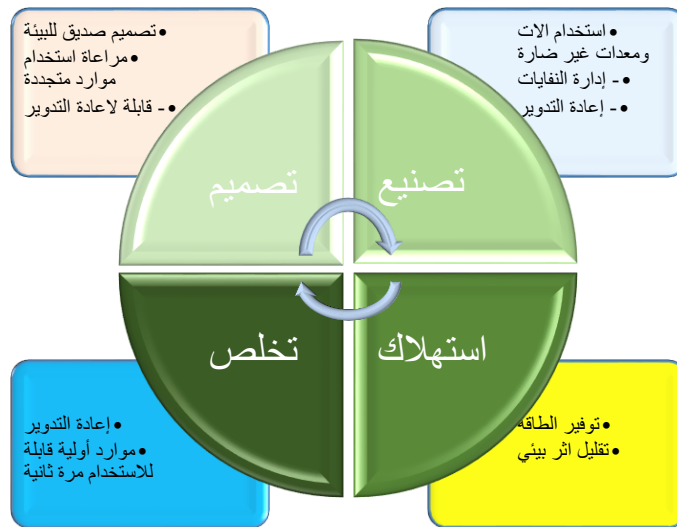 • استخدام الات
ومعدات غير ضارة
• - إدارة النفايات
• - إعادة التدوير
• تصميم صديق للبيئة
• مراعاة استخدام
موارد متجددة
• - قابلة لاعادة التدوير
تصنيع
تصميم
استهلاك
تخلص
• توفير الطاقة
• تقليل اثر بيئي
• إعادة التدوير
• موارد أولية قابلة
للاستخدام مرة ثانية